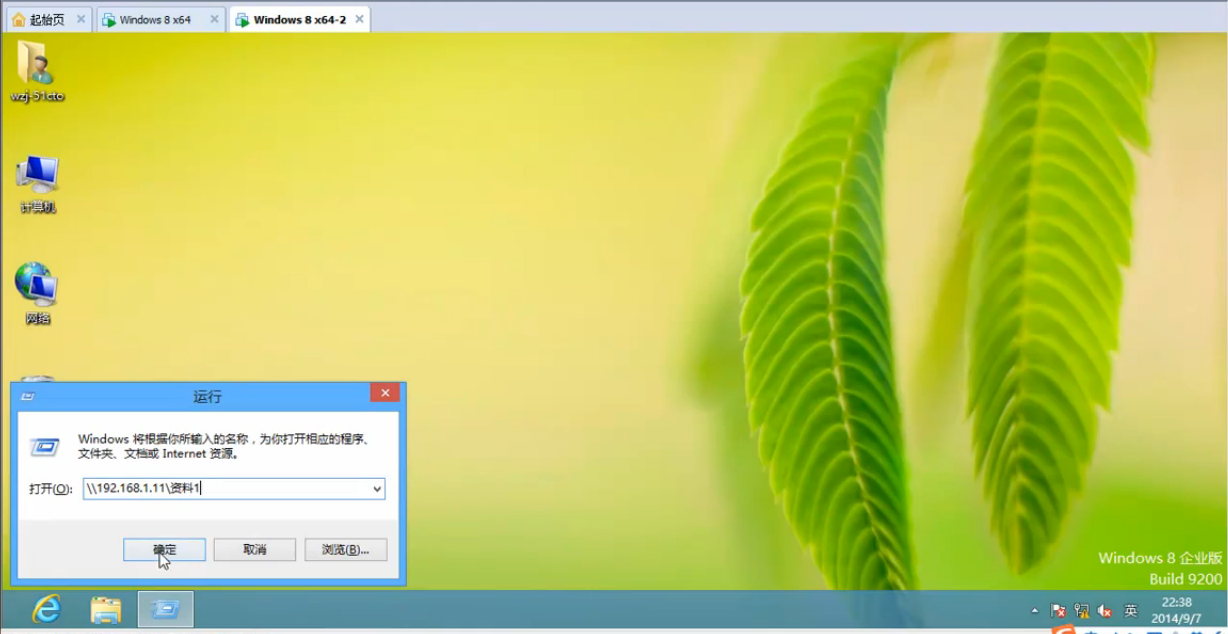 起始页
Windows 8 x64
Windows 8 x64-2
wzj-51cto
计算机
网络
运行
Windows 将根据你所输入的名称，为你打开相应的程序、
文件夹、文档或 Internet 资源。
打开(O):
\\192.168.1.11\资料1
确定
取消
浏览(B)...
Windows 8 企业版
Build 9200
英
22:38
2014/9/7